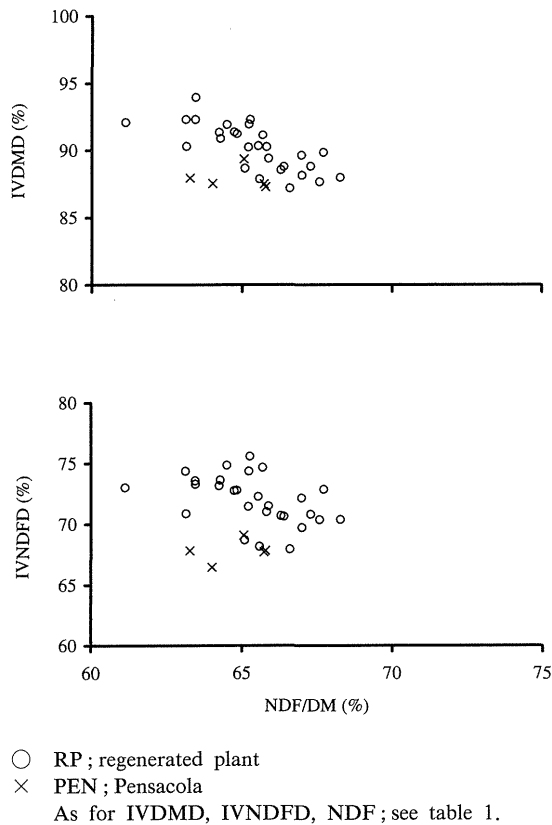 100
95
90
85
80
IVDMD (%)
80
75
70
65
60
IVNDFD (%)
60 65 70 75
NDF/DM (%)
RP ; regenerated plant
PEN ; Pensacola
As for IVDMD, IVNDFD, NDF ; see table 1.